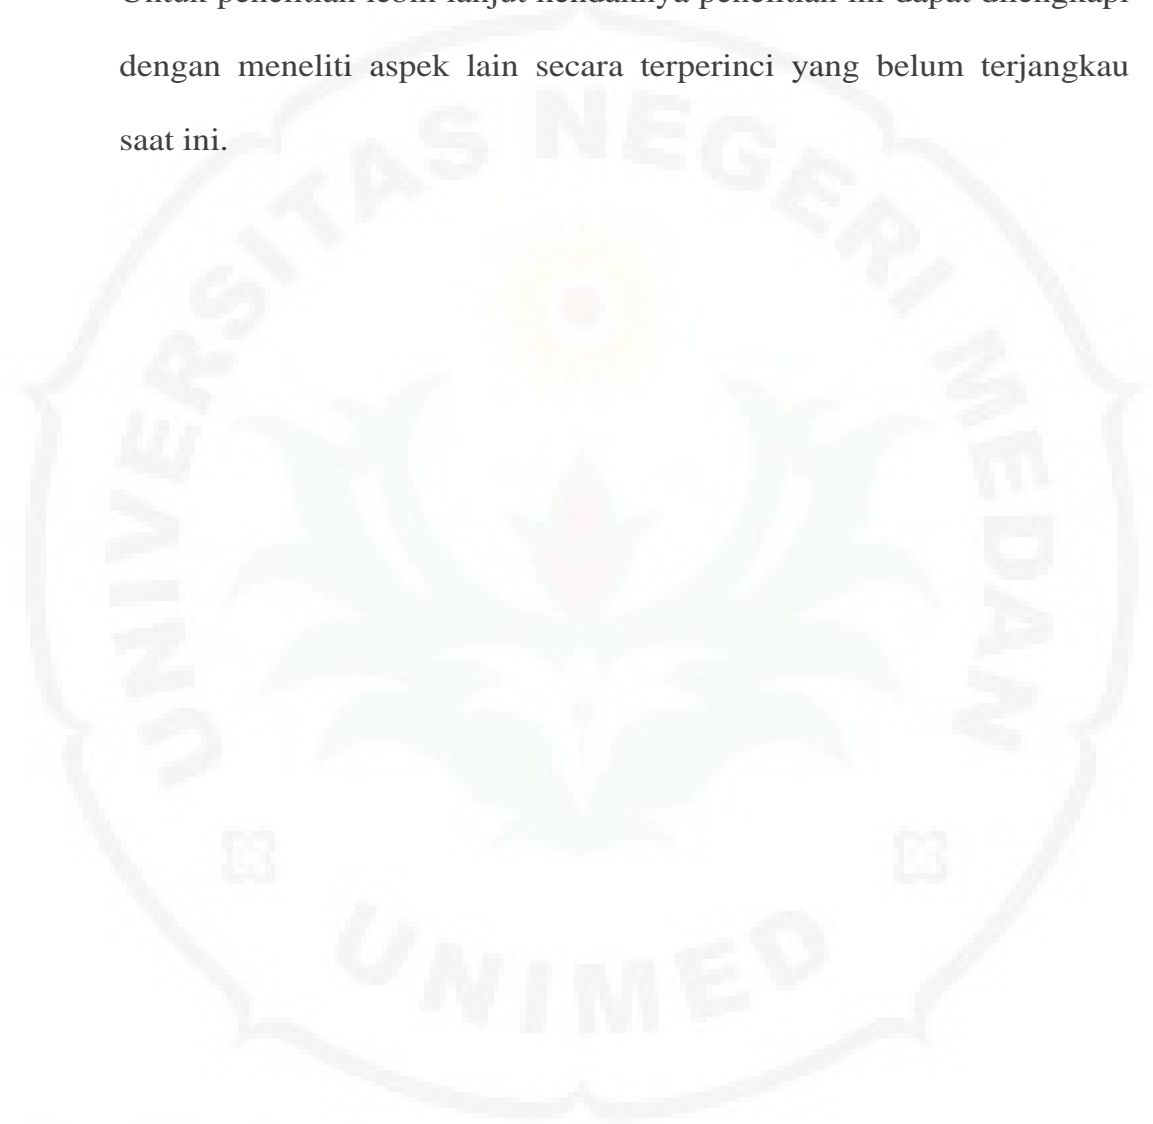 Untuk penelitian lebih lanjut hendaknya penelitian ini dapat dilengkapi
dengan meneliti aspek lain secara terperinci yang belum terjangkau
saat ini.
UNIVERSITAS NEGERI MEDAN
UNIMED